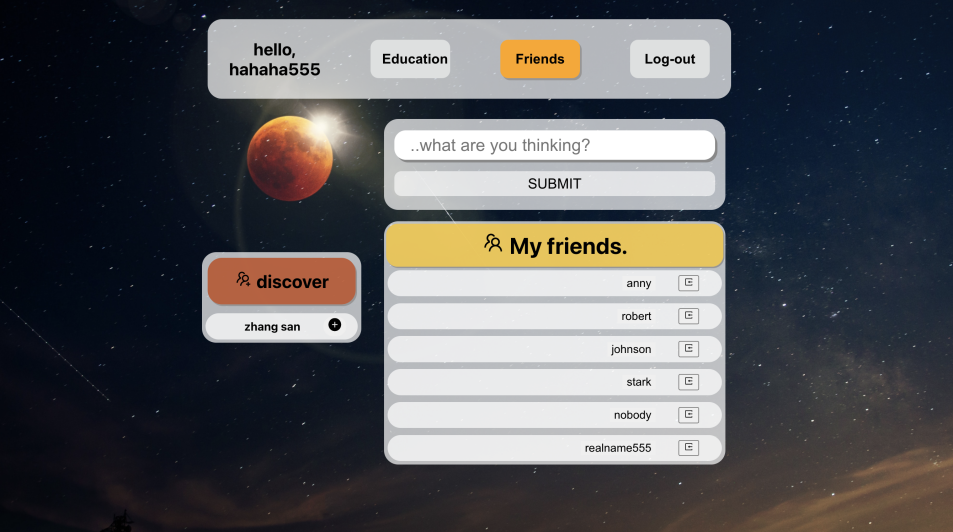 hello,
hahaha555
Education
Friends
Log-out
..what are you thinking?
SUBMIT
My friends.
anny
robert
johnson
stark
nobody
realname555
discover
zhang san